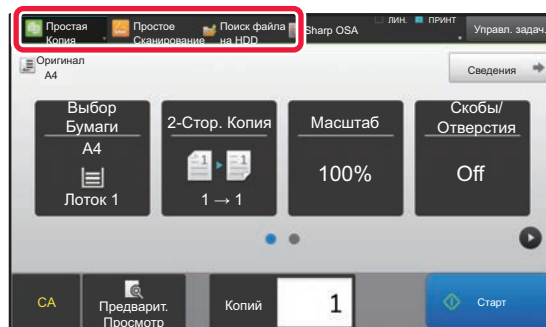 Простая Копия
Простое Сканирование
Поиск файла на HDD
Sharp OSA
ЛИН.
ПРИНТ
Управл. задач.
Оригинал
A4
Сведения
Выбор
Бумаги
A4
Лоток 1
2-Стор. Копия
1 1
1 → 1
Масштаб
100%
Скобы/
Отверстия
Off
CA
Предварит.
Просмотр
Копий
1
Старт